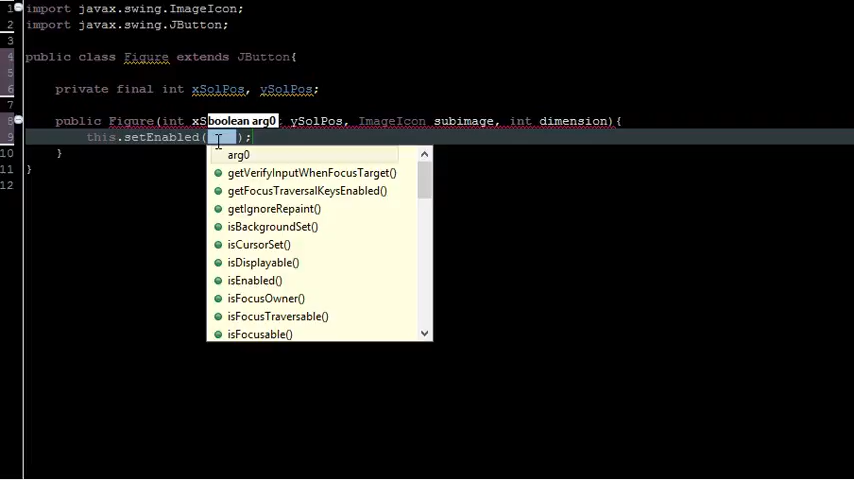 1 import javax.swing.ImageIcon;
2 import javax.swing.JButton;
3
4 public class Figure extends JButton{
5
6 private final int xSolPos, ySolPos;
7
8 public Figure(int xS boolean arg0 ySolPos, ImageIcon subimage, int dimension){
9 this.setEnabled( );
10 }
11 }
12
arg0
getVerifyInputWhenFocusTarget()
getFocusTraversalKeysEnabled()
getIgnoreRepaint()
isBackgroundSet()
isCursorSet()
isDisplayable()
isEnabled()
isFocusOwner()
isFocusTraversable()
isFocusable()